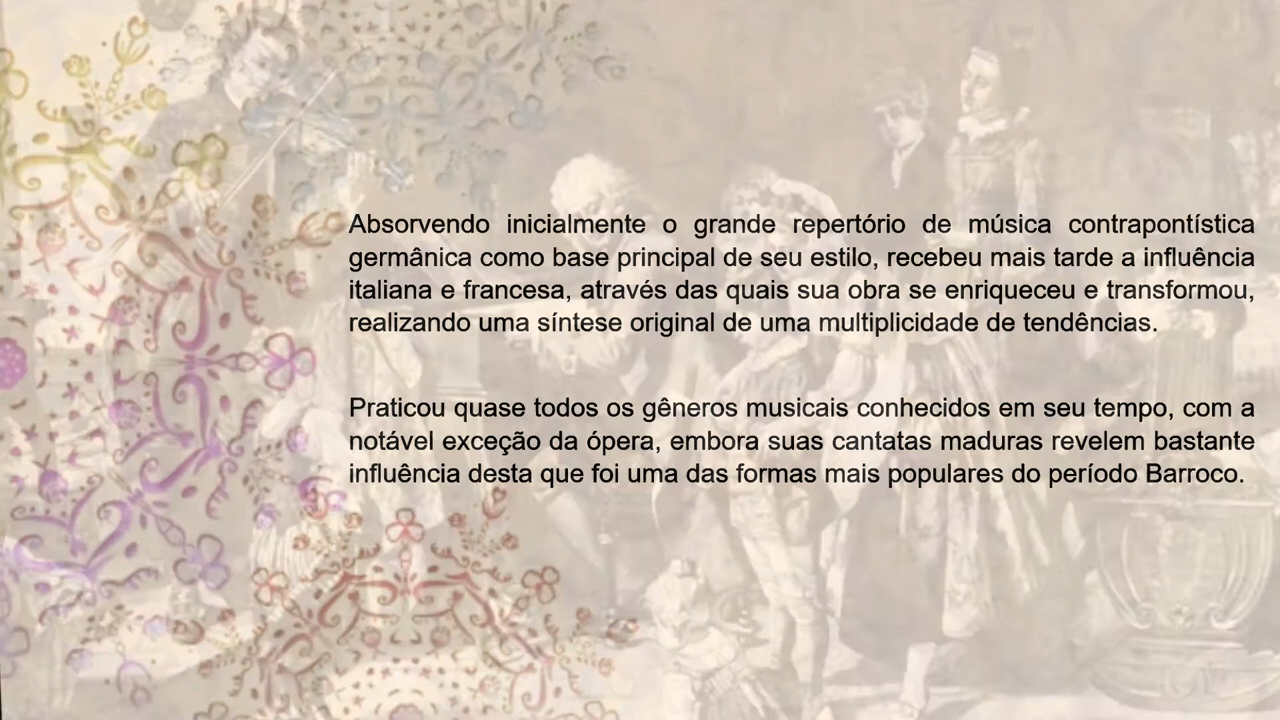 Absorvendo inicialmente o grande repertório de música contrapontística
germânica como base principal de seu estilo, recebeu mais tarde a influência
italiana e francesa, através das quais sua obra se enriqueceu e transformou,
realizando uma síntese original de uma multiplicidade de tendências.
Praticou quase todos os gêneros musicais conhecidos em seu tempo, com a
notável exceção da ópera, embora suas cantatas maduras revelem bastante
influência desta que foi uma das formas mais populares do período Barroco.